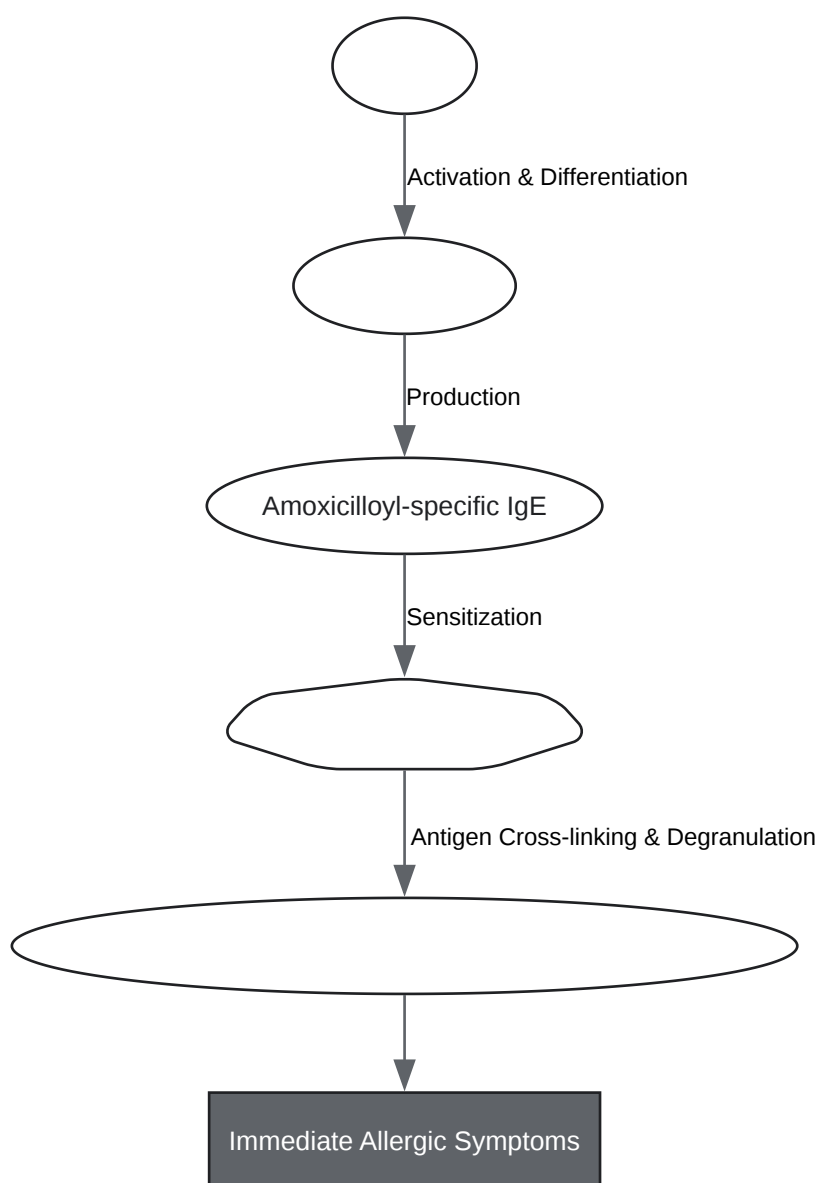 Activation & Differentiation
Production
Amoxicilloyl-specific IgE
Sensitization
Antigen Cross-linking & Degranulation
Immediate Allergic Symptoms